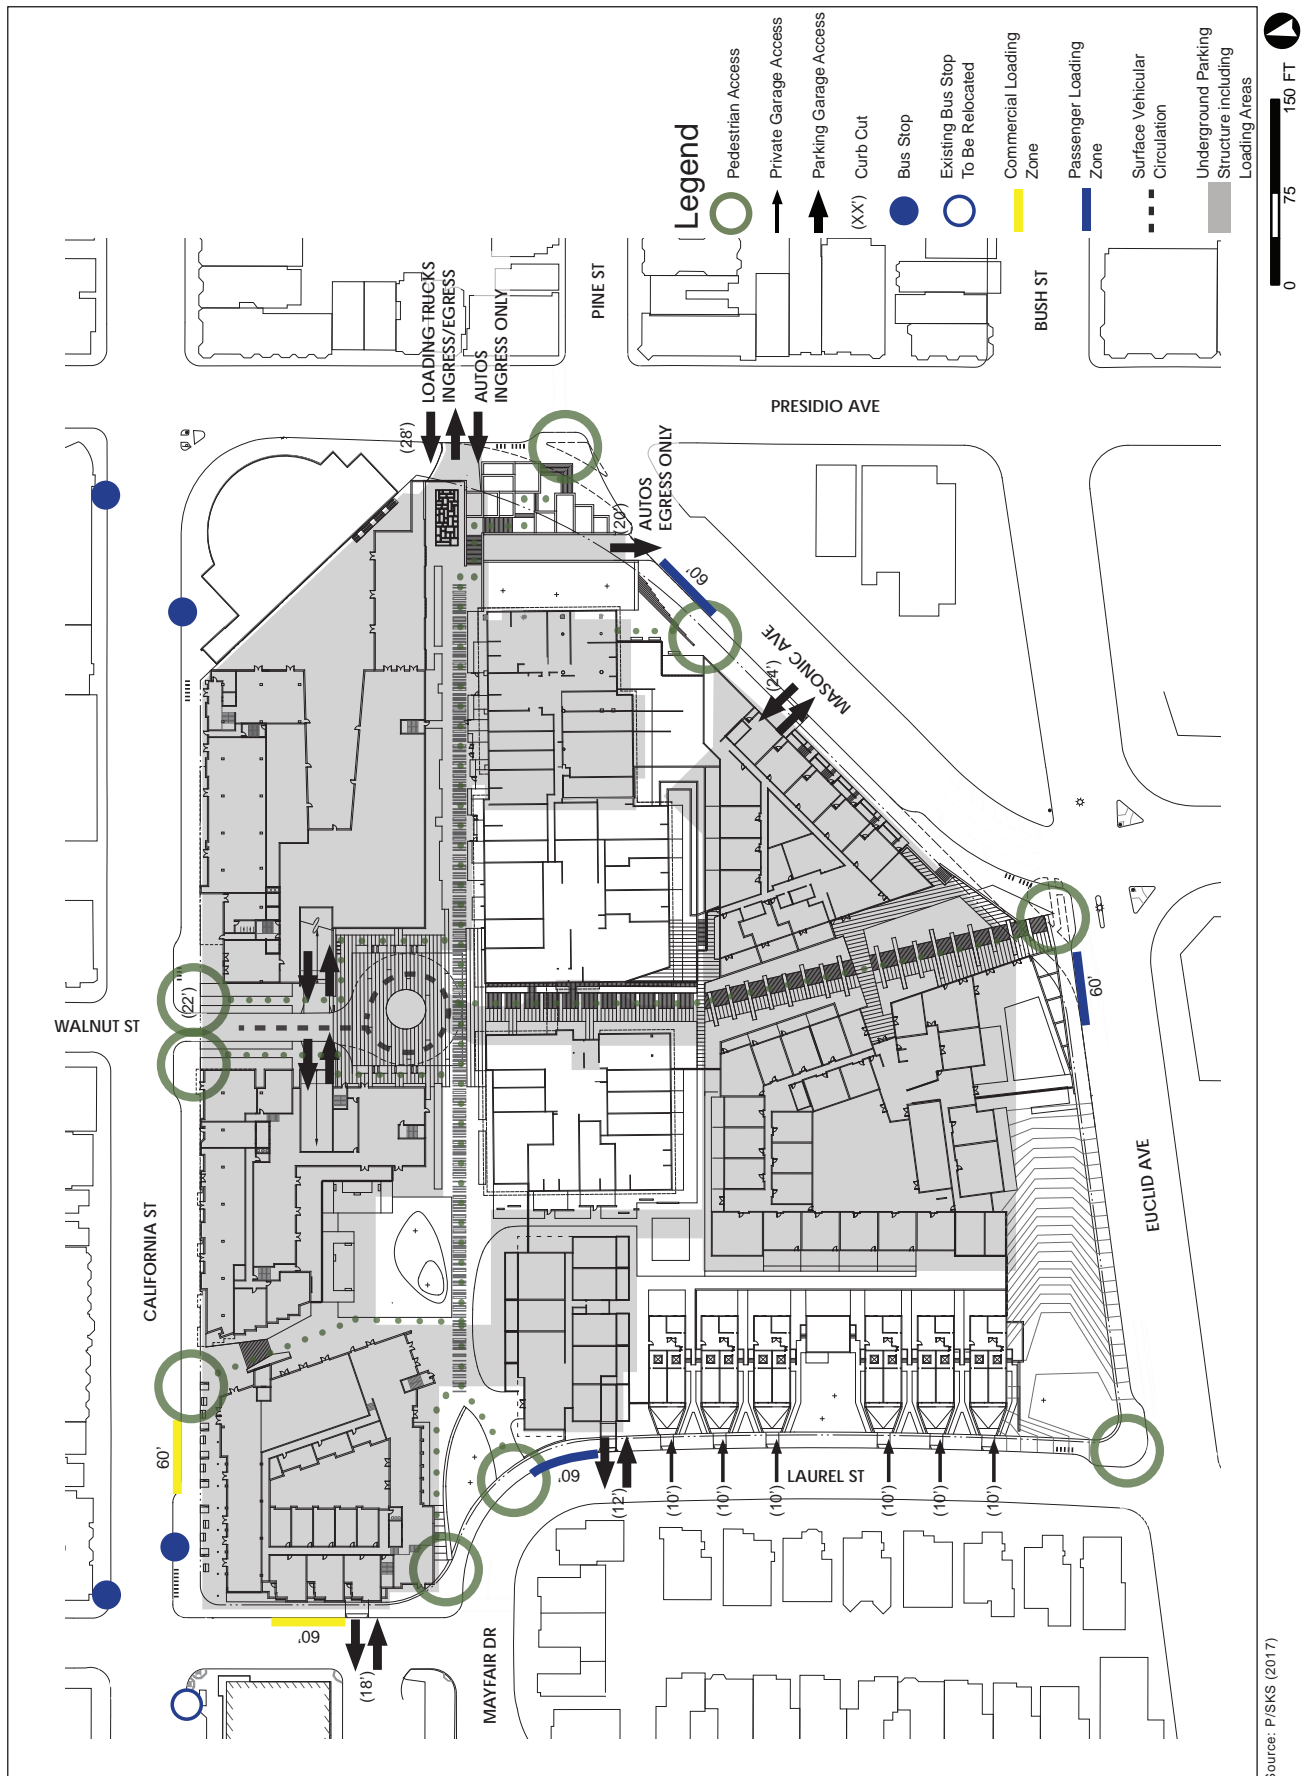 Legend
Pedestrian Access
Private Garage Access
Parking Garage Access
(XX') Curb Cut
Bus Stop
Existing Bus Stop
To Be Relocated
Commercial Loading
Zone
Passenger Loading
Zone
Surface Vehicular
Circulation
Underground Parking
Structure including
Loading Areas
0 75 150 FT
PINE ST
BUSH ST
PRESIDIO AVE
LOADING TRUCKS
INGRESS/EGRESS
AUTOS
INGRESS ONLY
(28')
(20')
AUTOS
EGRESS ONLY
60'
MASONIC AVE
(24')
WALNUT ST
(22')
60'
EUCLID AVE
CALIFORNIA ST
60'
60'
(18')
MAYFAIR DR
60'
(12')
LAUREL ST
(10')
(10')
(10')
(10')
(10')
(10')
Source: P/SKS (2017)